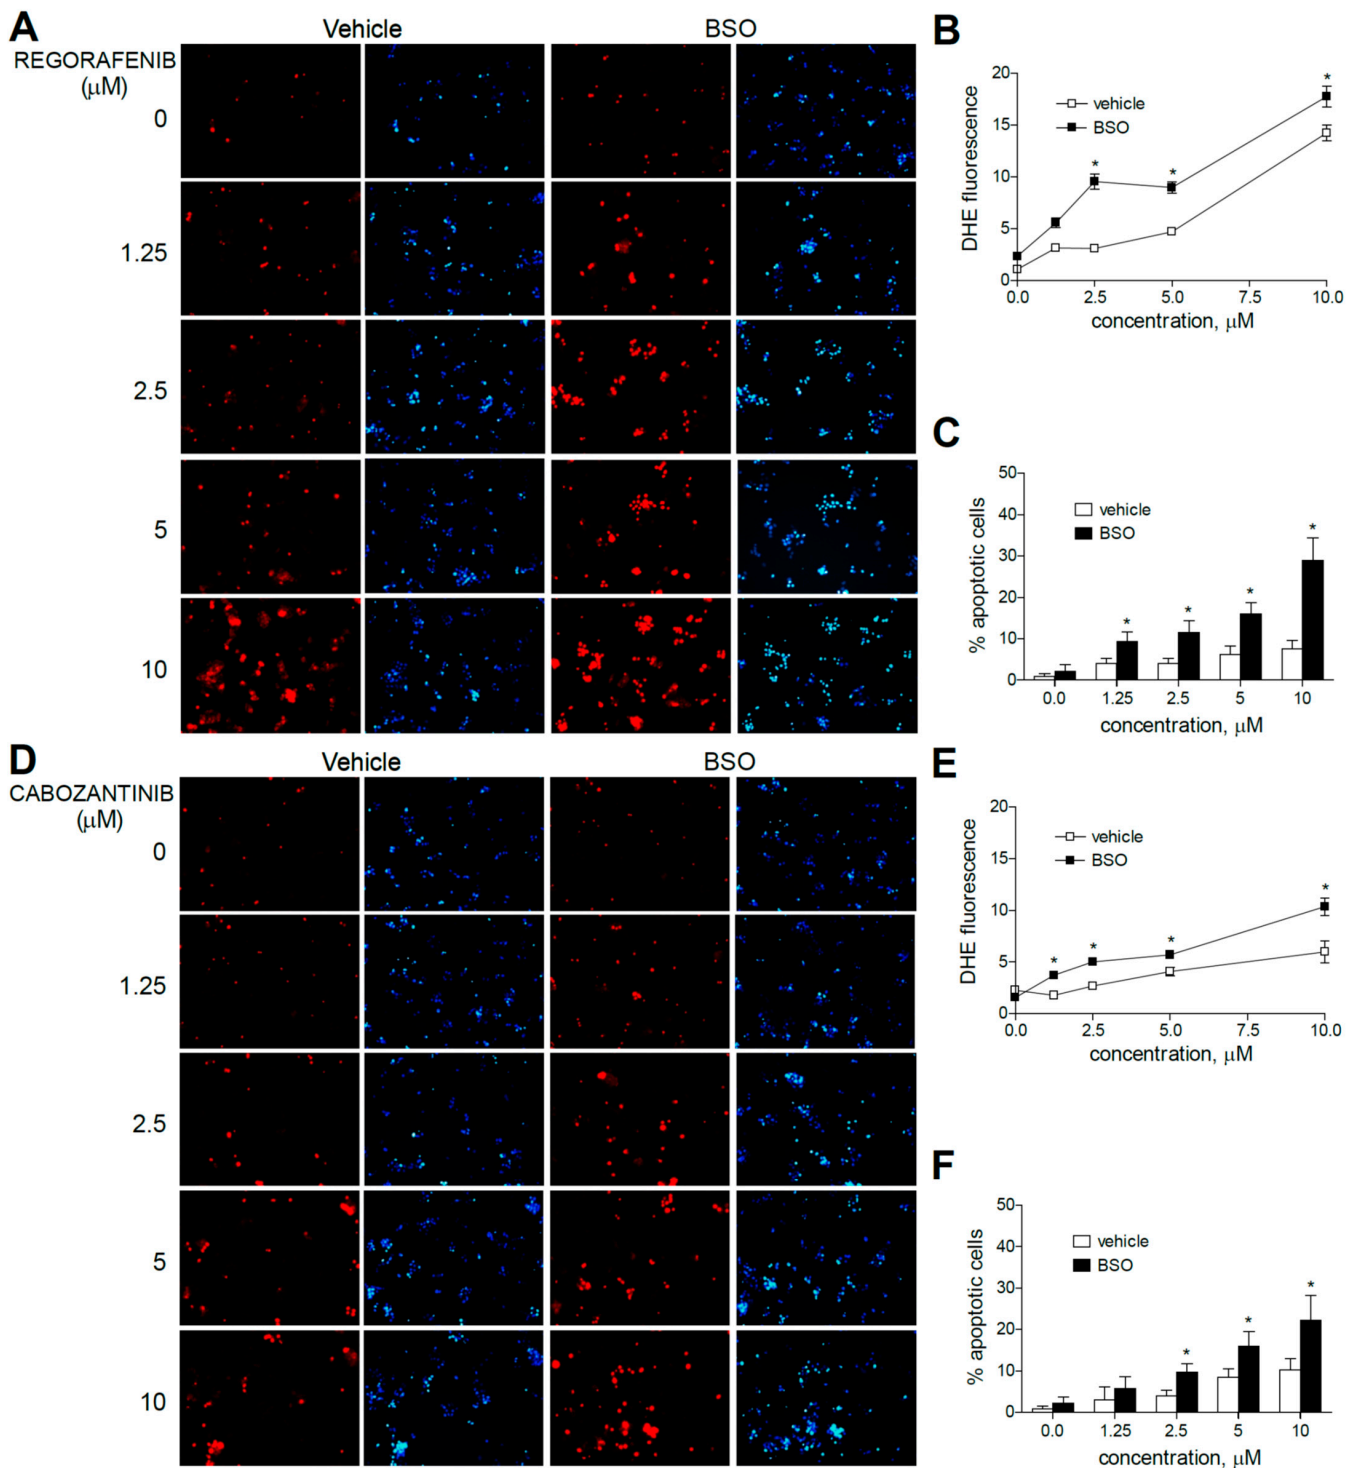 A
Vehicle
BSO
REGORAFENIB
(μM)
0
1.25
2.5
5
10
B
20
15
10
5
0
DHE fluorescence
vehicle
BSO
*
*
*
0.0
2.5
5.0
7.5
10.0
concentration, μM
C
50
40
30
20
10
0
% apoptotic cells
vehicle
BSO
*
*
*
*
0.0
1.25
2.5
5
10
concentration, μM
D
Vehicle
BSO
CABOZANTINIB
(μM)
0
1.25
2.5
5
10
E
20
15
10
5
0
DHE fluorescence
vehicle
BSO
*
*
*
*
0.0
2.5
5.0
7.5
10.0
concentration, μM
F
50
40
30
20
10
0
% apoptotic cells
vehicle
BSO
*
*
*
0.0
1.25
2.5
5
10
concentration, μM